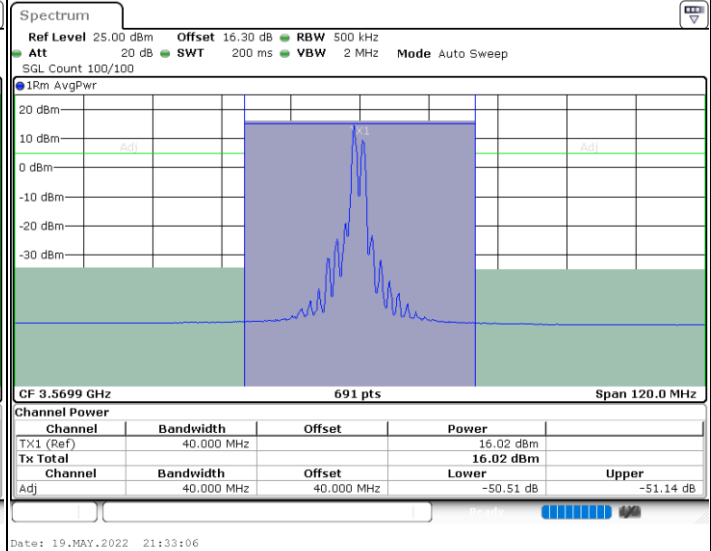 Spectrum
Ref Level 25.00 dBm Offset 16.30 dB RBW 500 kHz
Att 20 dB SWT 200 ms VBW 2 MHz Mode Auto Sweep
SGL Count 100/100
1Rm AvgPwr
20 dBm
10 dBm
0 dBm
-10 dBm
-20 dBm
-30 dBm
Adj
TX1
Adj
CF 3.5699 GHz 691 pts Span 120.0 MHz
Channel Power
Channel Bandwidth Offset Power
TX1 (Ref) 40.000 MHz 16.02 dBm
Tx Total 16.02 dBm
Channel Bandwidth Offset Lower Upper
Adj 40.000 MHz 40.000 MHz -50.51 dB -51.14 dB
Ready
Date: 19.MAY.2022 21:33:06